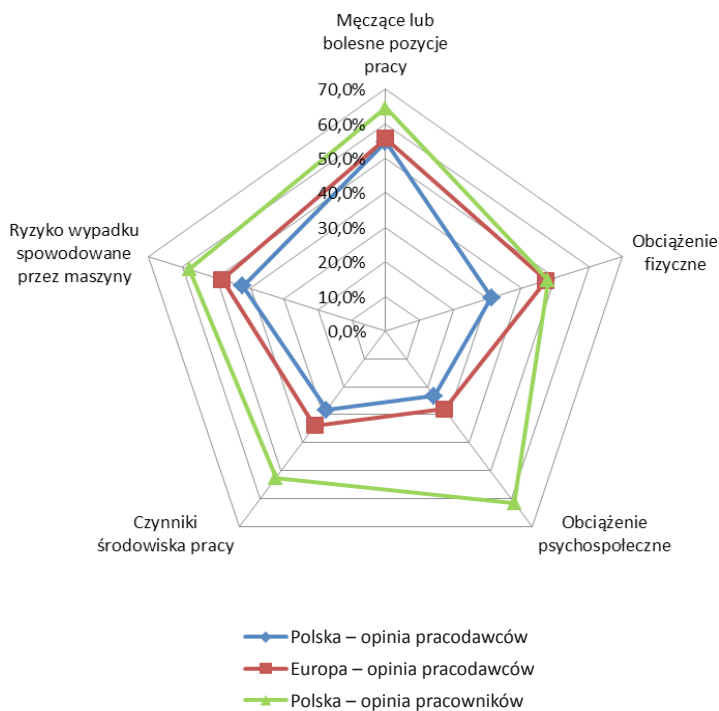 Męczące lub
bolesne pozycje
pracy
70,0%
60,0%
50,0%
40,0%
30,0%
20,0%
10,0%
0,0%
Obciążenie
fizyczne
Obciążenie
psychospołeczne
Czynniki
środowiska pracy
Ryzyko wypadku
spowodowane
przez maszyny
Polska – opinia pracodawców
Europa – opinia pracodawców
Polska – opinia pracowników